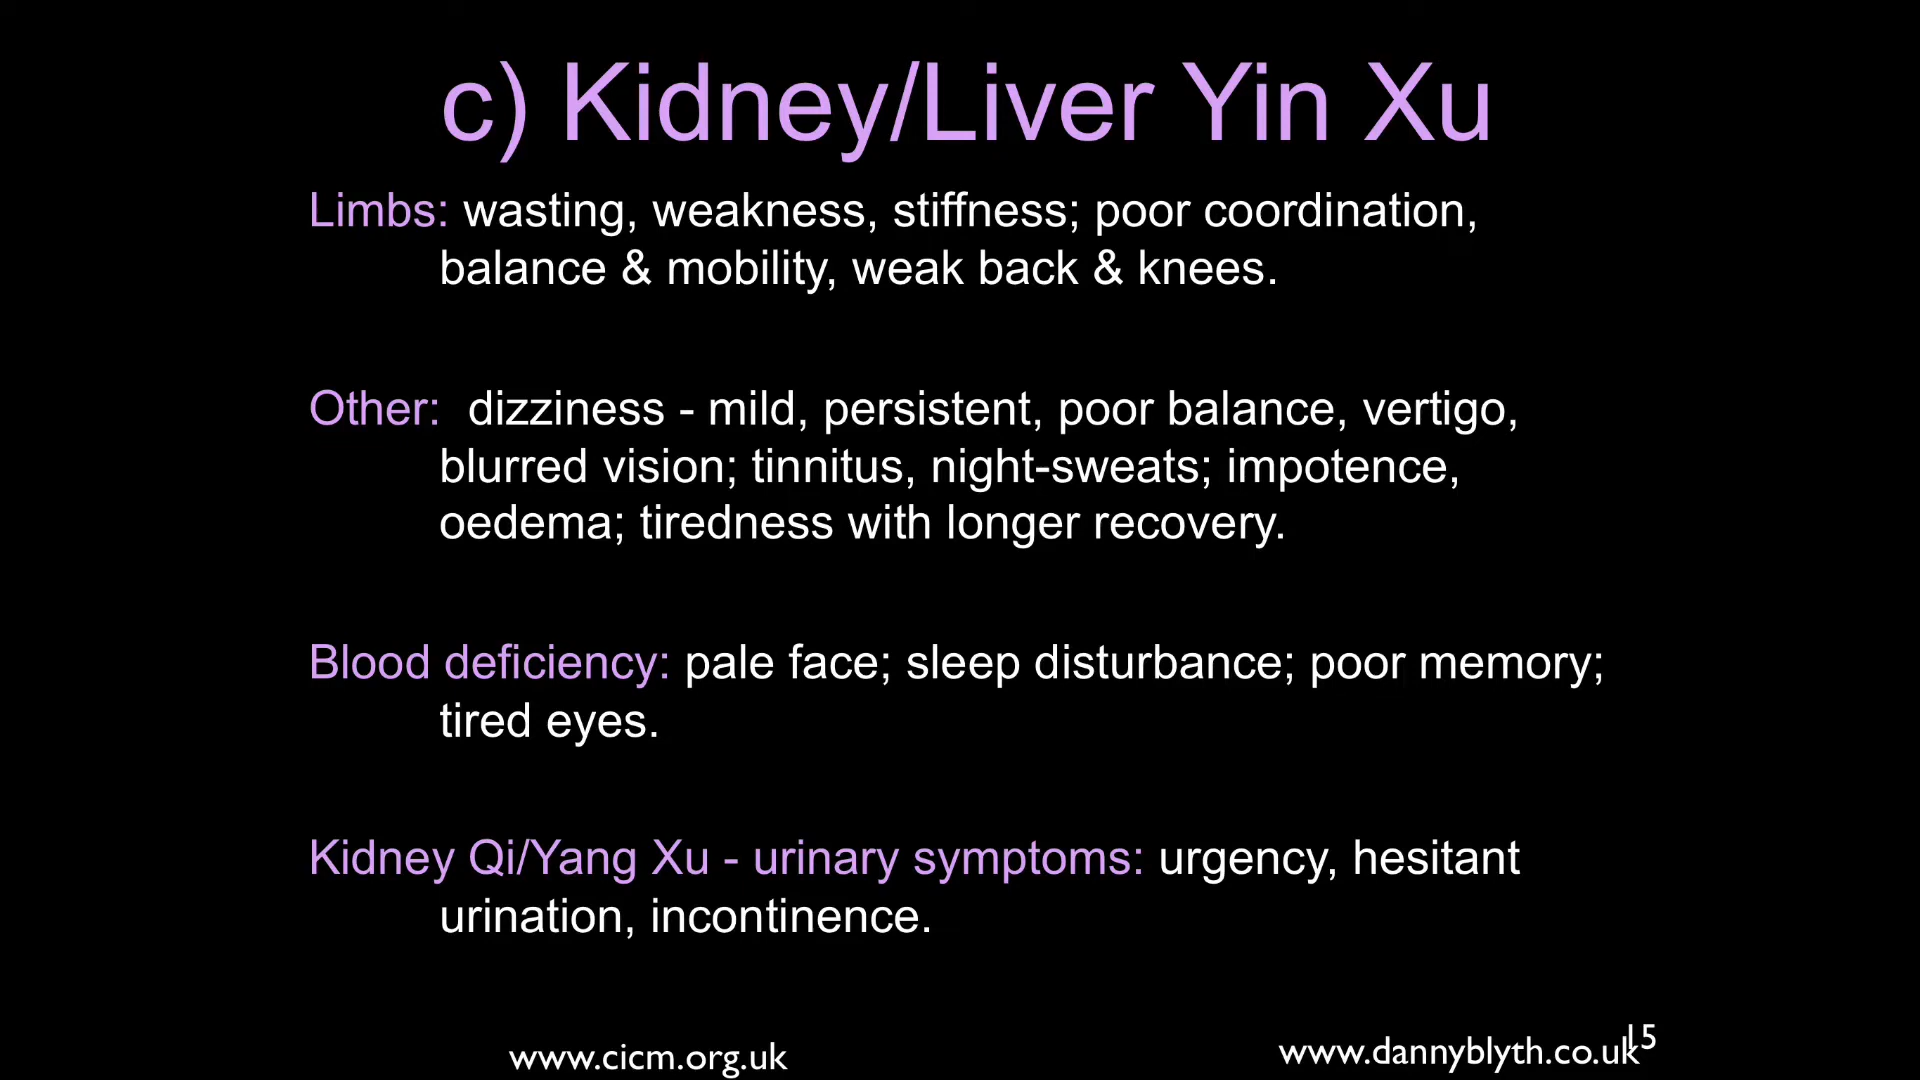 c) Kidney/Liver Yin Xu
Limbs: wasting, weakness, stiffness; poor coordination,
balance & mobility, weak back & knees.
Other: dizziness - mild, persistent, poor balance, vertigo,
blurred vision; tinnitus, night-sweats; impotence,
oedema; tiredness with longer recovery.
Blood deficiency: pale face; sleep disturbance; poor memory;
tired eyes.
Kidney Qi/Yang Xu - urinary symptoms: urgency, hesitant
urination, incontinence.
www.cicm.org.uk
www.dannyblyth.co.uk
15